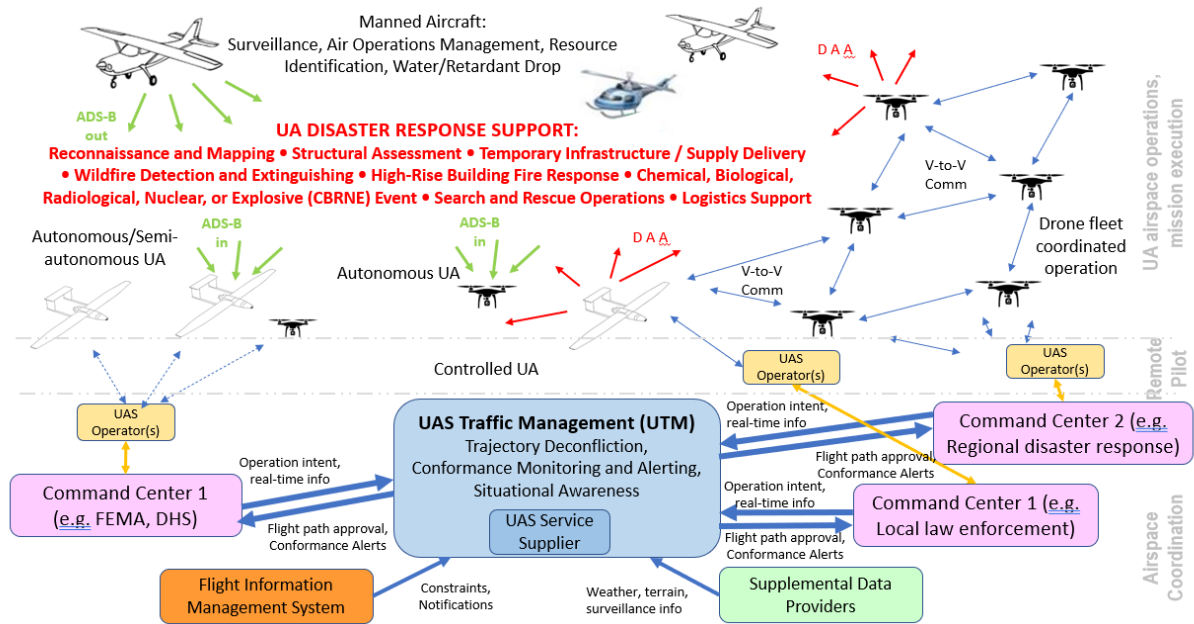 Manned Aircraft:
Surveillance, Air Operations Management, Resource
Identification, Water/Retardant Drop
ADS-B
out
UA DISASTER RESPONSE SUPPORT:
Reconnaissance and Mapping • Structural Assessment • Temporary Infrastructure / Supply Delivery
• Wildfire Detection and Extinguishing • High-Rise Building Fire Response • Chemical, Biological,
Radiological, Nuclear, or Explosive (CBRNE) Event • Search and Rescue Operations • Logistics Support
D A A
V-to-V
Comm
UA airspace operations,
mission execution
Autonomous/Semi-
autonomous UA
ADS-B
in
Autonomous UA
ADS-B
in
D A A
V-to-V
Comm
Drone fleet
coordinated
operation
Controlled UA
UAS
Operator(s)
UAS
Operator(s)
UAS
Operator(s)
Remote
Pilot
Command Center 1
(e.g. FEMA, DHS)
Operation intent,
real-time info
Flight path approval,
Conformance Alerts
UAS Traffic Management (UTM)
Trajectory Deconfliction,
Conformance Monitoring and Alerting,
Situational Awareness
UAS Service
Supplier
Operation intent,
real-time info
Flight path approval,
Conformance Alerts
Command Center 2 (e.g.
Regional disaster response)
Operation intent,
real-time info
Flight path approval,
Conformance Alerts
Command Center 1 (e.g.
Local law enforcement)
Airspace
Coordination
Flight Information
Management System
Constraints,
Notifications
Weather, terrain,
surveillance info
Supplemental Data
Providers